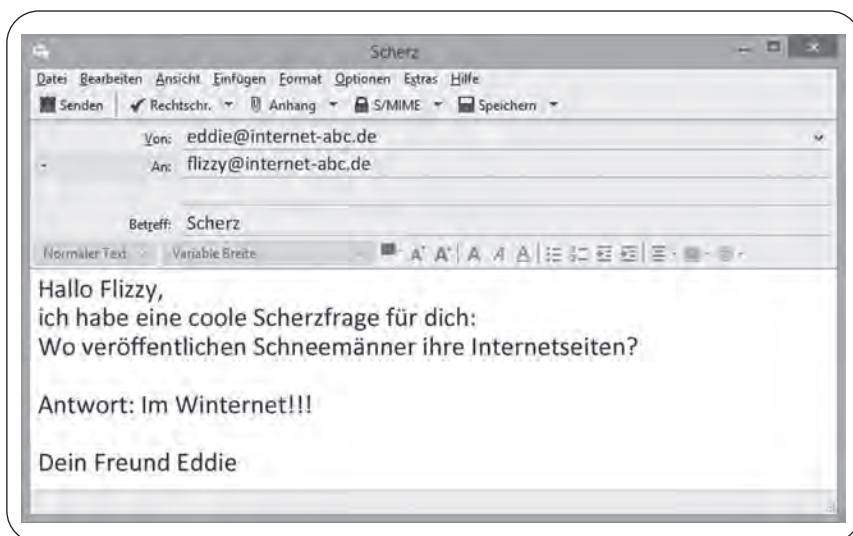 Scherz
Datei Bearbeiten Ansicht Einfügen Format Optionen Extras Hilfe
Senden Rechtschr. Anhang S/MIME Speichern
Von: eddie@internet-abc.de
An: flizzy@internet-abc.de
Betreff: Scherz
Normaler Text Variable Breite
Hallo Flizzy,
ich habe eine coole Scherzfrage für dich:
Wo veröffentlichen Schneemänner ihre Internetseiten?
Antwort: Im Winternet!!!
Dein Freund Eddie